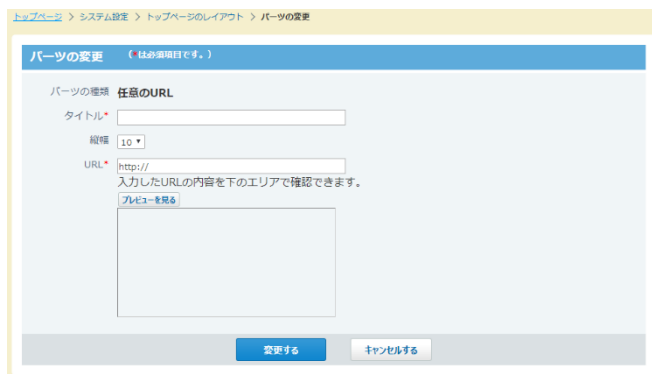 トップページ > システム設定 > トップページのレイアウト > パーツの変更
パーツの変更 (*は必須項目です。)
パーツの種類 任意のURL
タイトル*
縦幅 10
URL* http://
入力したURLの内容を下のエリアで確認できます。
プレビューを見る
変更する キャンセルする